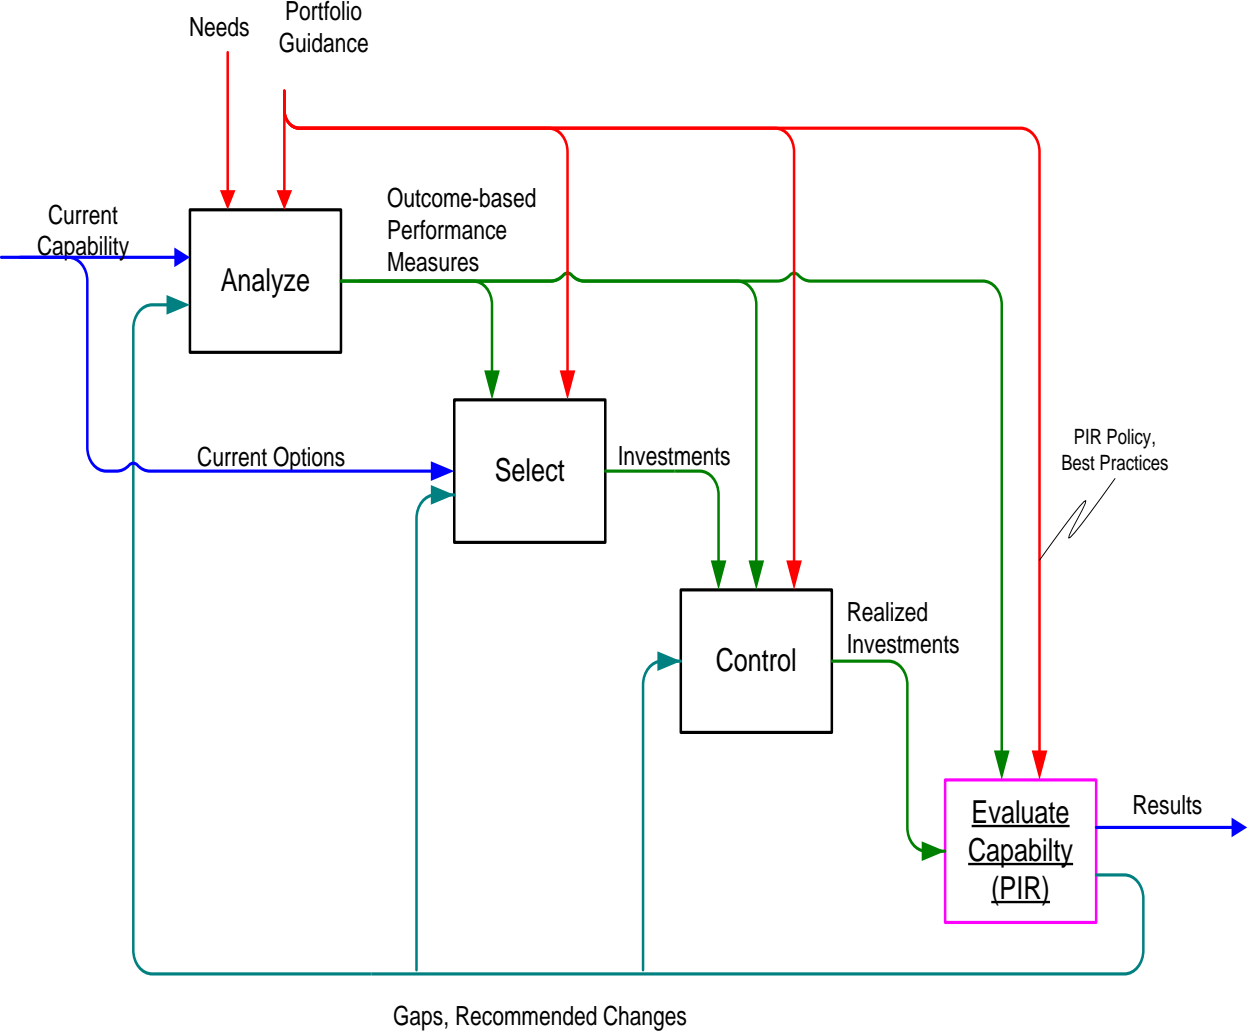 Needs
Portfolio
Guidance
Current
Capability
Outcome-based
Performance
Measures
Analyze
Current Options
Select
Investments
PIR Policy,
Best Practices
Control
Realized
Investments
Evaluate
Capabilty
(PIR)
Results
Gaps, Recommended Changes